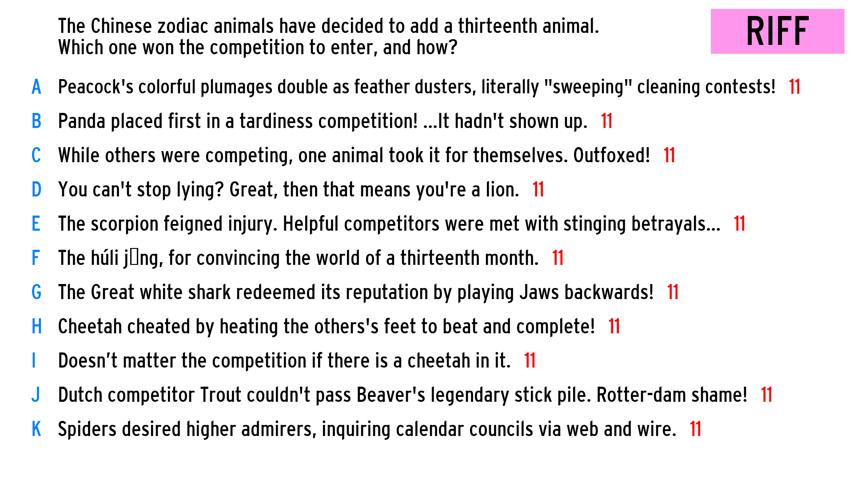 The Chinese zodiac animals have decided to add a thirteenth animal.
Which one won the competition to enter, and how?
RIFF
A Peacock's colorful plumages double as feather dusters, literally "sweeping" cleaning contests! 11
B Panda placed first in a tardiness competition! ...It hadn't shown up. 11
C While others were competing, one animal took it for themselves. Outfoxed! 11
D You can't stop lying? Great, then that means you're a lion. 11
E The scorpion feigned injury. Helpful competitors were met with stinging betrayals... 11
F The húli j▯ng, for convincing the world of a thirteenth month. 11
G The Great white shark redeemed its reputation by playing Jaws backwards! 11
H Cheetah cheated by heating the others's feet to beat and complete! 11
I Doesn’t matter the competition if there is a cheetah in it. 11
J Dutch competitor Trout couldn't pass Beaver's legendary stick pile. Rotter-dam shame! 11
K Spiders desired higher admirers, inquiring calendar councils via web and wire. 11